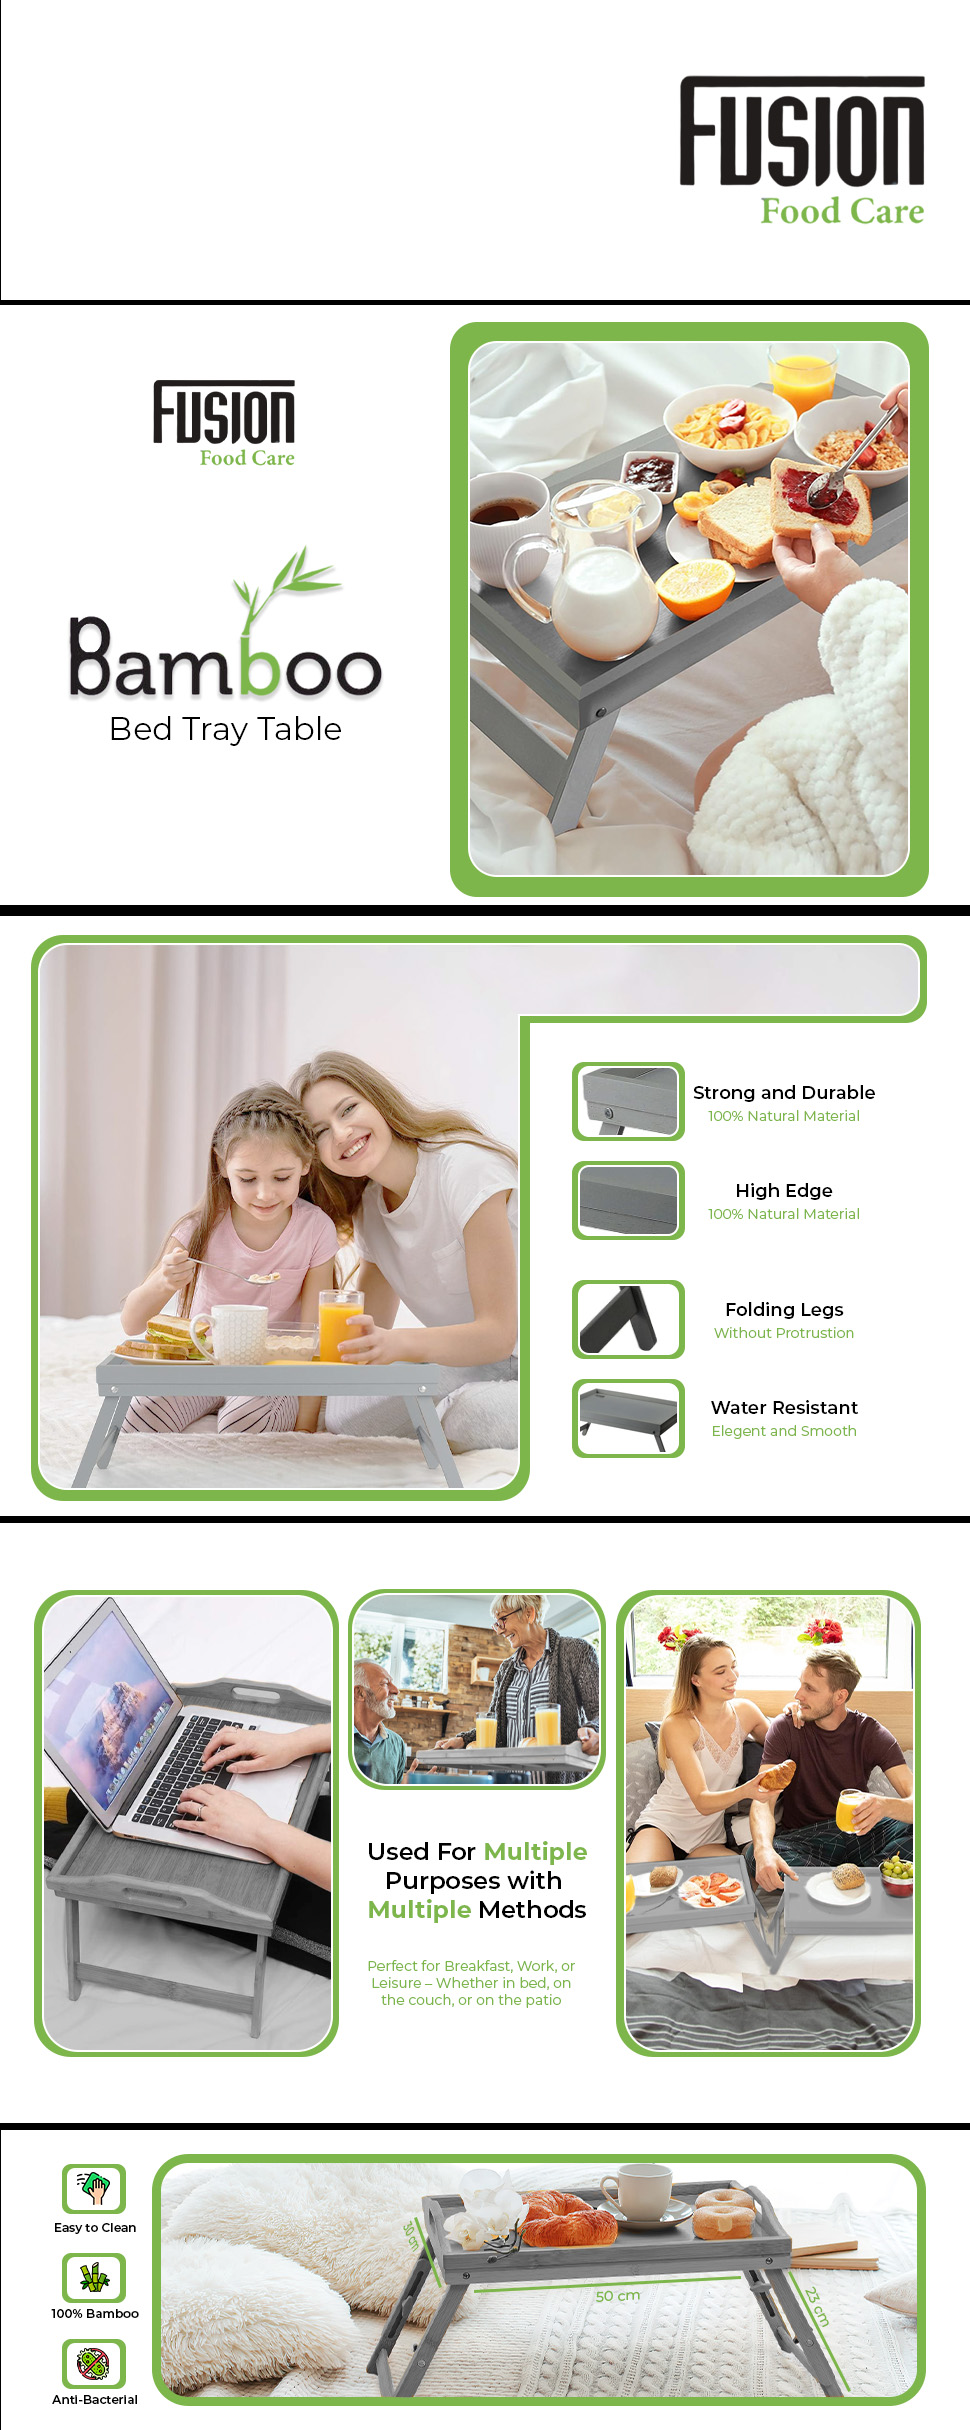 FUSION
Food Care
FUSION
Food Care
Bamboo
Bed Tray Table
Strong and Durable
100% Natural Material
High Edge
100% Natural Material
Folding Legs
Without Protrustion
Water Resistant
Elegent and Smooth
Used For Multiple
Purposes with
Multiple Methods
Perfect for Breakfast, Work, or
Leisure – Whether in bed, on
the couch, or on the patio
Easy to Clean
100% Bamboo
Anti-Bacterial
30 cm
50 cm
23 cm